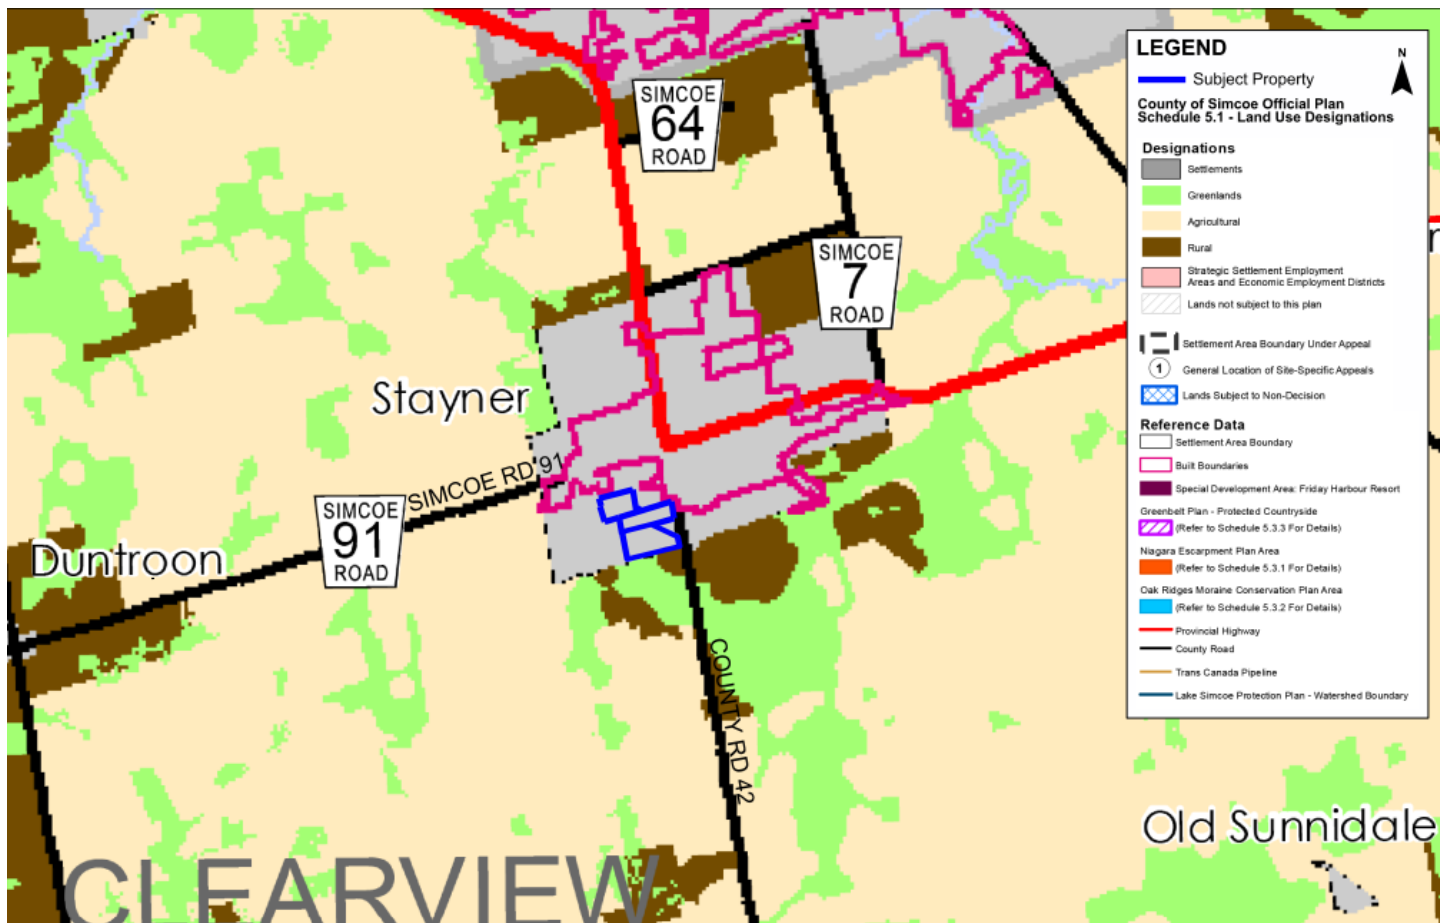 SIMCOE
64
ROAD
SIMCOE
7
ROAD
Stayner
SIMCOE RD 91
SIMCOE
91
ROAD
Duntroon
COUNTY RD 42
CLEARVIEW
Old Sunnidale
LEGEND
N
Subject Property
County of Simcoe Official Plan
Schedule 5.1 - Land Use Designations
Designations
Settlements
Greenlands
Agricultural
Rural
Strategic Settlement Employment
Areas and Economic Employment Districts
Lands not subject to this plan
Settlement Area Boundary Under Appeal
1 General Location of Site-Specific Appeals
Lands Subject to Non-Decision
Reference Data
Settlement Area Boundary
Built Boundaries
Special Development Area: Friday Harbour Resort
Greenbelt Plan - Protected Countryside
(Refer to Schedule 5.3.3 For Details)
Niagara Escarpment Plan Area
(Refer to Schedule 5.3.1 For Details)
Oak Ridges Moraine Conservation Plan Area
(Refer to Schedule 5.3.2 For Details)
Provincial Highway
County Road
Trans Canada Pipeline
Lake Simcoe Protection Plan - Watershed Boundary